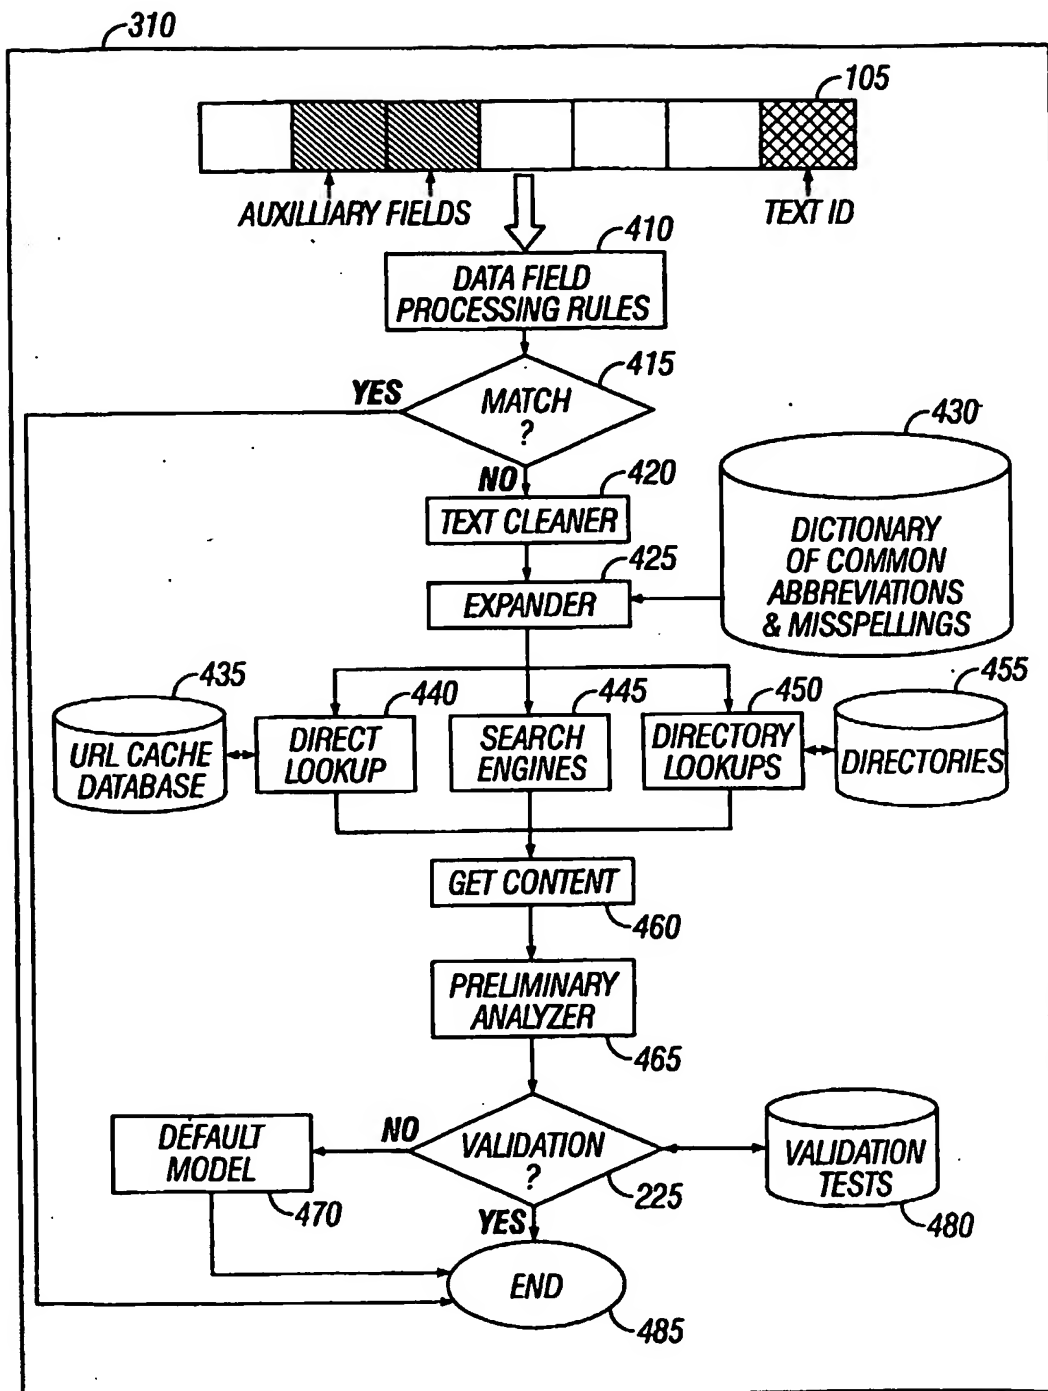 310
105
AUXILLIARY FIELDS
TEXT ID
410
DATA FIELD
PROCESSING RULES
415
YES
MATCH
?
NO
420
TEXT CLEANER
430
DICTIONARY
OF COMMON
ABBREVIATIONS
& MISSPELLINGS
425
EXPANDER
435
URL CACHE
DATABASE
440
DIRECT
LOOKUP
445
SEARCH
ENGINES
450
DIRECTORY
LOOKUPS
455
DIRECTORIES
GET CONTENT
460
PRELIMINARY
ANALYZER
465
DEFAULT
MODEL
470
NO
VALIDATION
?
225
YES
VALIDATION
TESTS
480
END
485